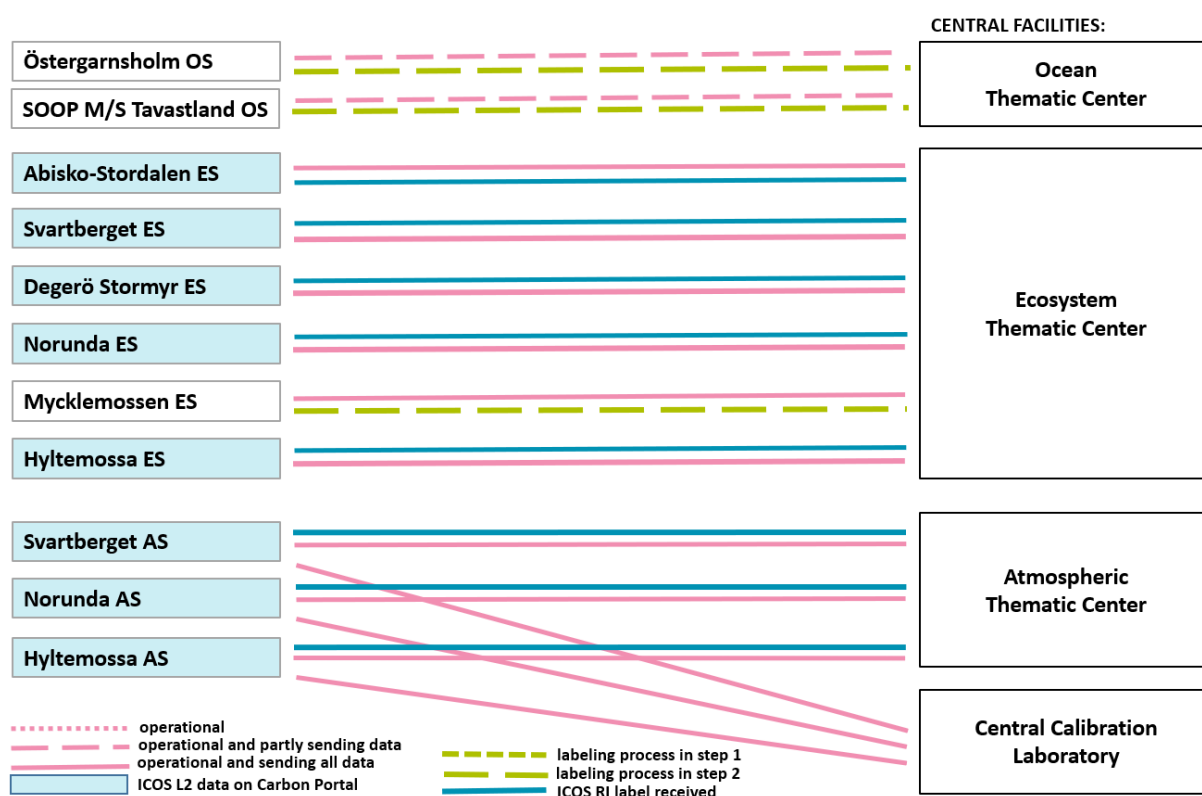 CENTRAL FACILITIES:
Östergarnsholm OS
SOOP M/S Tavastland OS
Ocean
Thematic Center
Abisko-Stordalen ES
Svartberget ES
Degerö Stormyr ES
Norunda ES
Mycklemossen ES
Hyltemossa ES
Ecosystem
Thematic Center
Svartberget AS
Norunda AS
Hyltemossa AS
Atmospheric
Thematic Center
Central Calibration
Laboratory
operational
operational and partly sending data
operational and sending all data
ICOS L2 data on Carbon Portal
labeling process in step 1
labeling process in step 2
ICOS RI label received